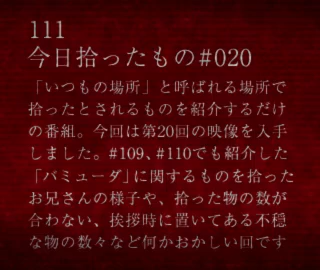 111
今日拾ったもの#020
「いつもの場所」と呼ばれる場所で
拾ったとされるものを紹介するだけ
の番組。今回は第20回の映像を入手
しました。#109、#110でも紹介した
「バミューダ」に関するものを拾った
お兄さんの様子や、拾った物の数が
合わない、挨拶時に置いてある不穏
な物の数々など何かおかしい回です